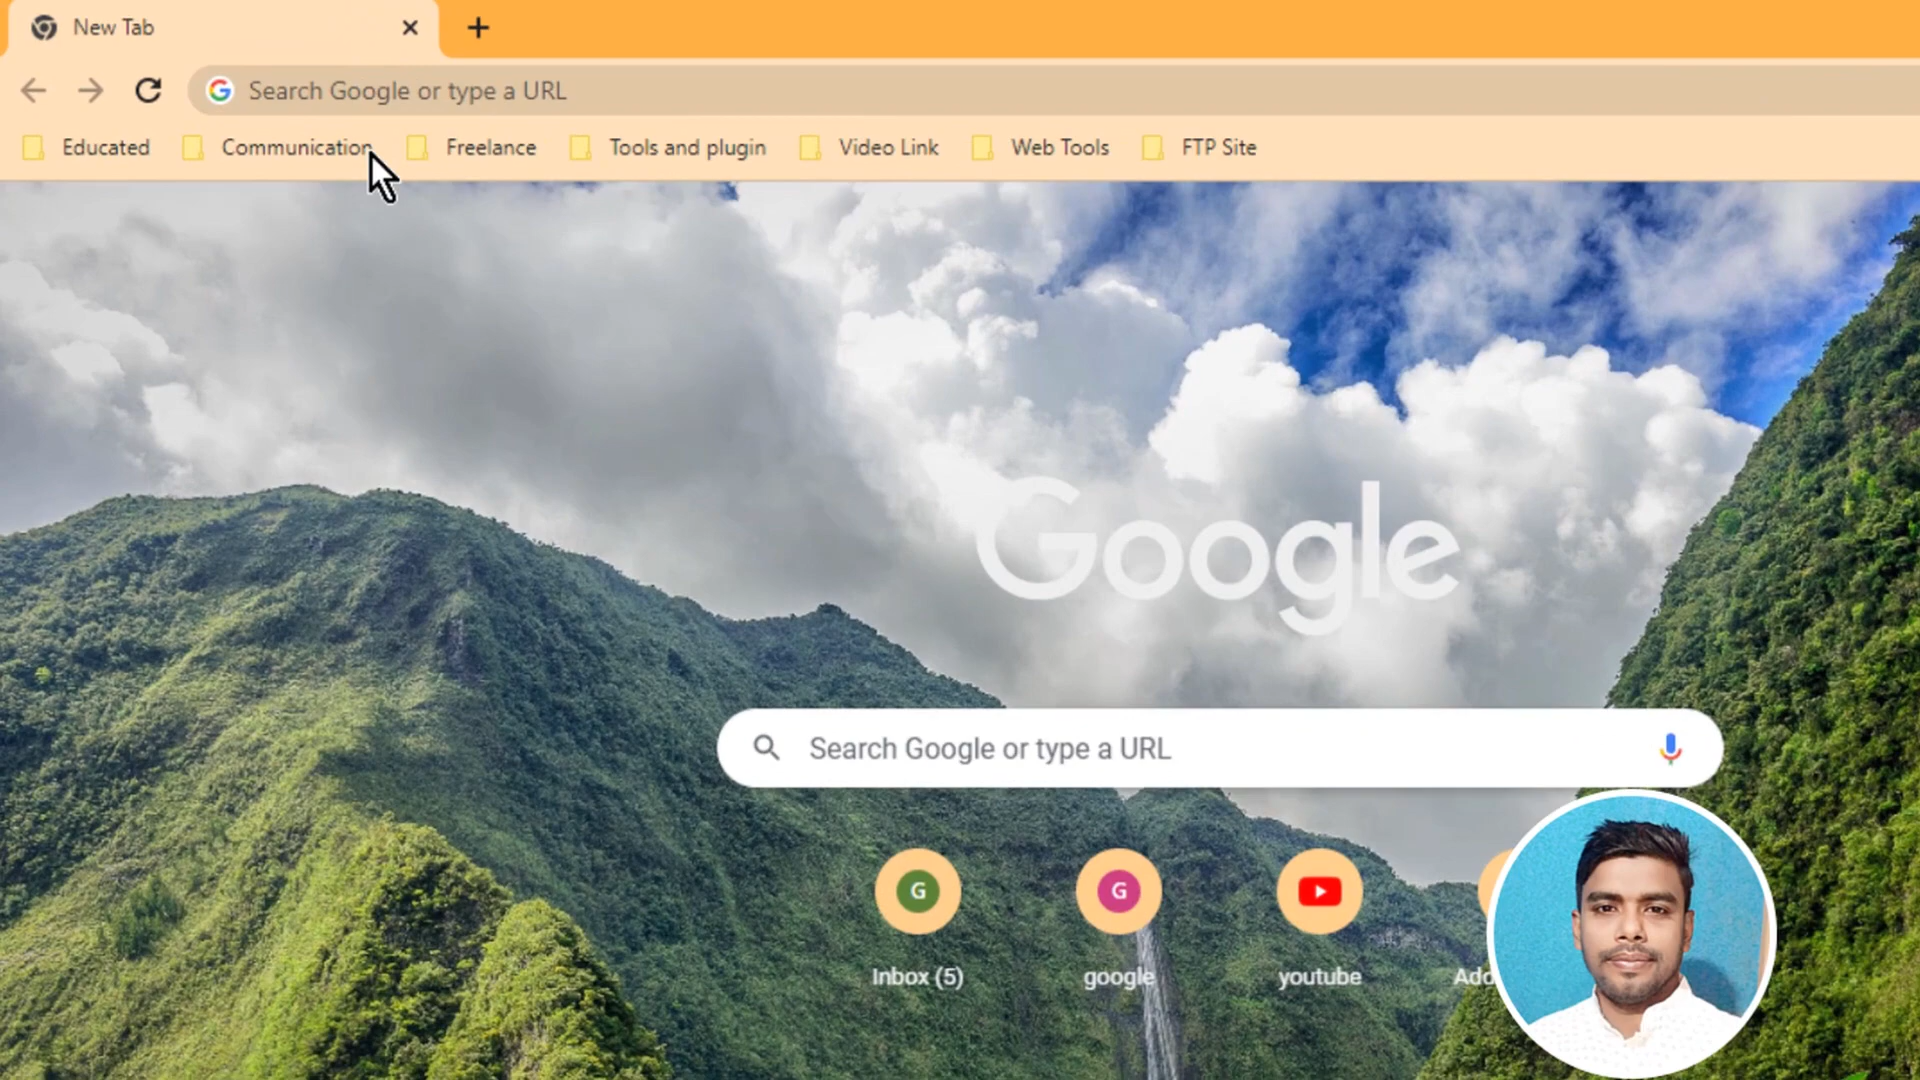 New Tab
Search Google or type a URL
Educated Communication Freelance Tools and plugin Video Link Web Tools FTP Site
Google
Search Google or type a URL
G G
Inbox (5) google youtube Add